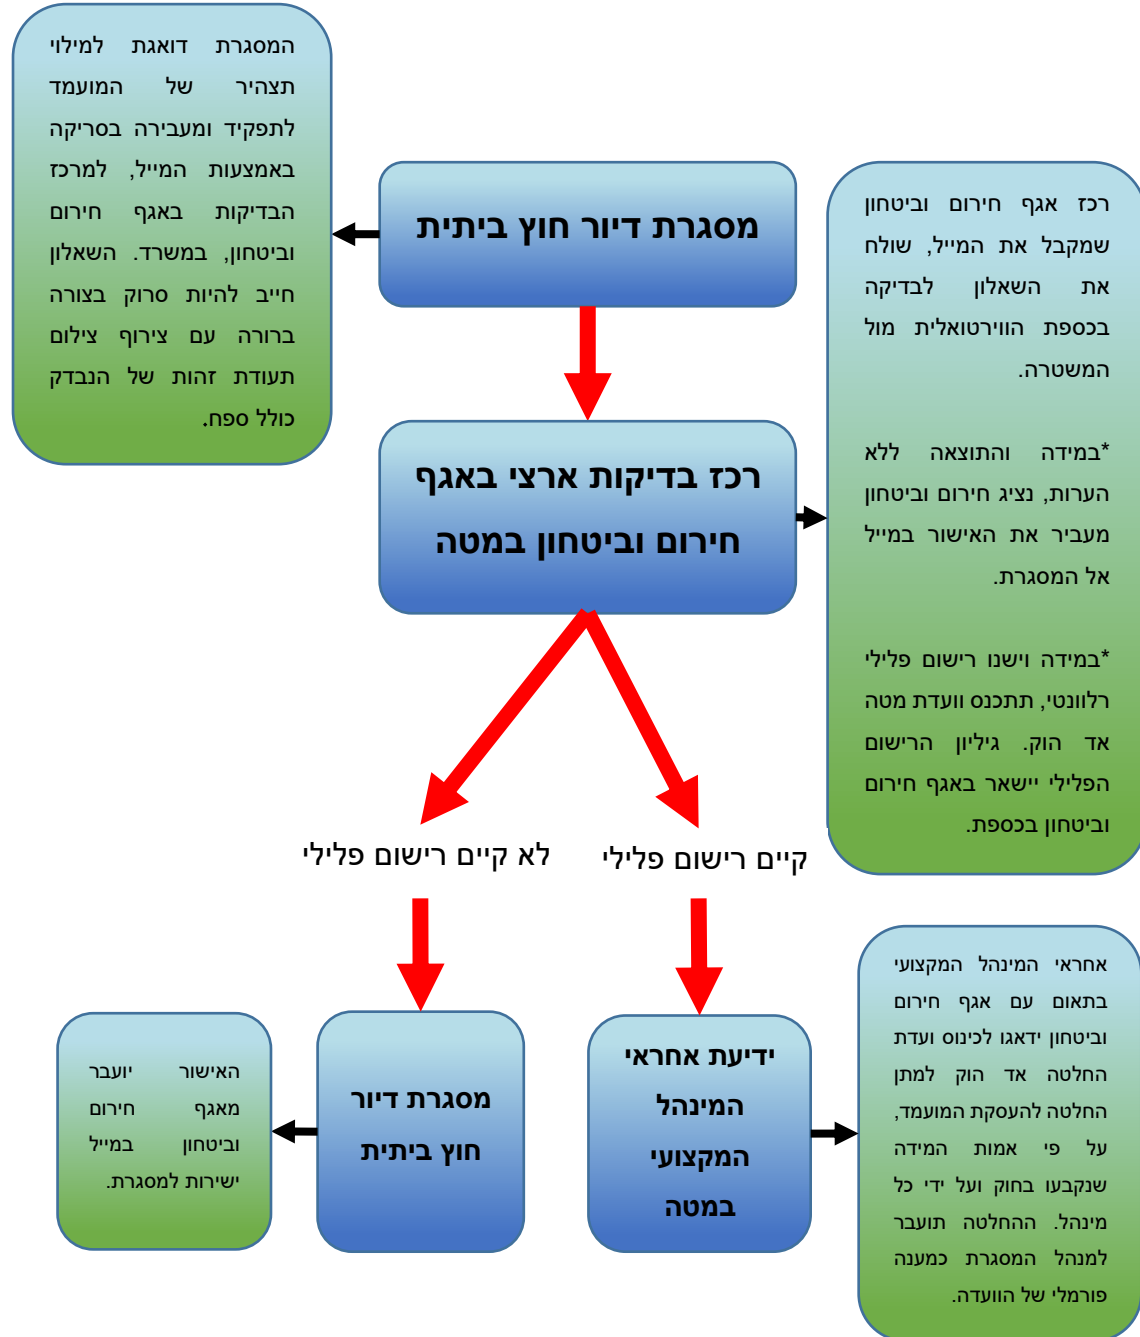 המסגרת דואגת למילוי
תצהיר של המועמד
לתפקיד ומעבירה בסריקה
באמצעות המייל, למרכז
הבדיקות באגף חירום
וביטחון, במשרד. השאלון
חייב להיות סרוק בצורה
ברורה עם צירוף צילום
תעודת זהות של הנבדק
כולל ספח.
מסגרת דיור חוץ ביתית
רכז אגף חירום וביטחון
שמקבל את המייל, שולח
את השאלון לבדיקה
בכספת הווירטואלית מול
המשטרה.
*במידה והתוצאה ללא
הערות, נציג חירום וביטחון
מעביר את האישור במייל
אל המסגרת.
*במידה וישנו רישום פלילי
רלוונטי, תתכנס וועדת מטה
אד הוק. גיליון הרישום
הפלילי יישאר באגף חירום
וביטחון בכספת.
רכז בדיקות ארצי באגף
חירום וביטחון במטה
קיים רישום פלילי
לא קיים רישום פלילי
אחראי המינהל המקצועי
בתאום עם אגף חירום
וביטחון ידאגו לכינוס ועדת
החלטה אד הוק למתן
החלטה להעסקת המועמד,
על פי אמות המידה
שנקבעו בחוק ועל ידי כל
מינהל. ההחלטה תועבר
למנהל המסגרת כמענה
פורמלי של הוועדה.
ידיעת אחראי
המינהל
המקצועי
במטה
מסגרת דיור
חוץ ביתית
האישור יועבר
מאגף חירום
וביטחון במייל
ישירות למסגרת.